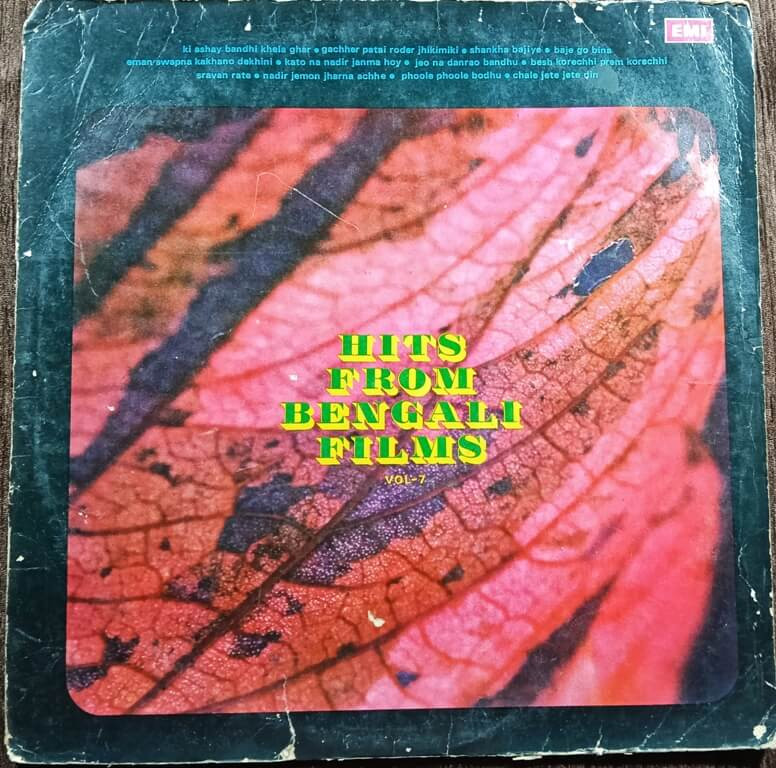 EMI
ki ashay bandhi khela ghar • gachher patai roder jhikimiki • shankha bajiye • baje go bina
eman swapna kakhano dekhini • kato na nadir janma hoy • jeo na danrao bandhu • besh korechhi prem korechhi
sravan rate • nadir jemon jharna achhe • phoole phoole bodhu • chale jete jete din
HITS
FROM
BENGALI
FILMS
VOL-7